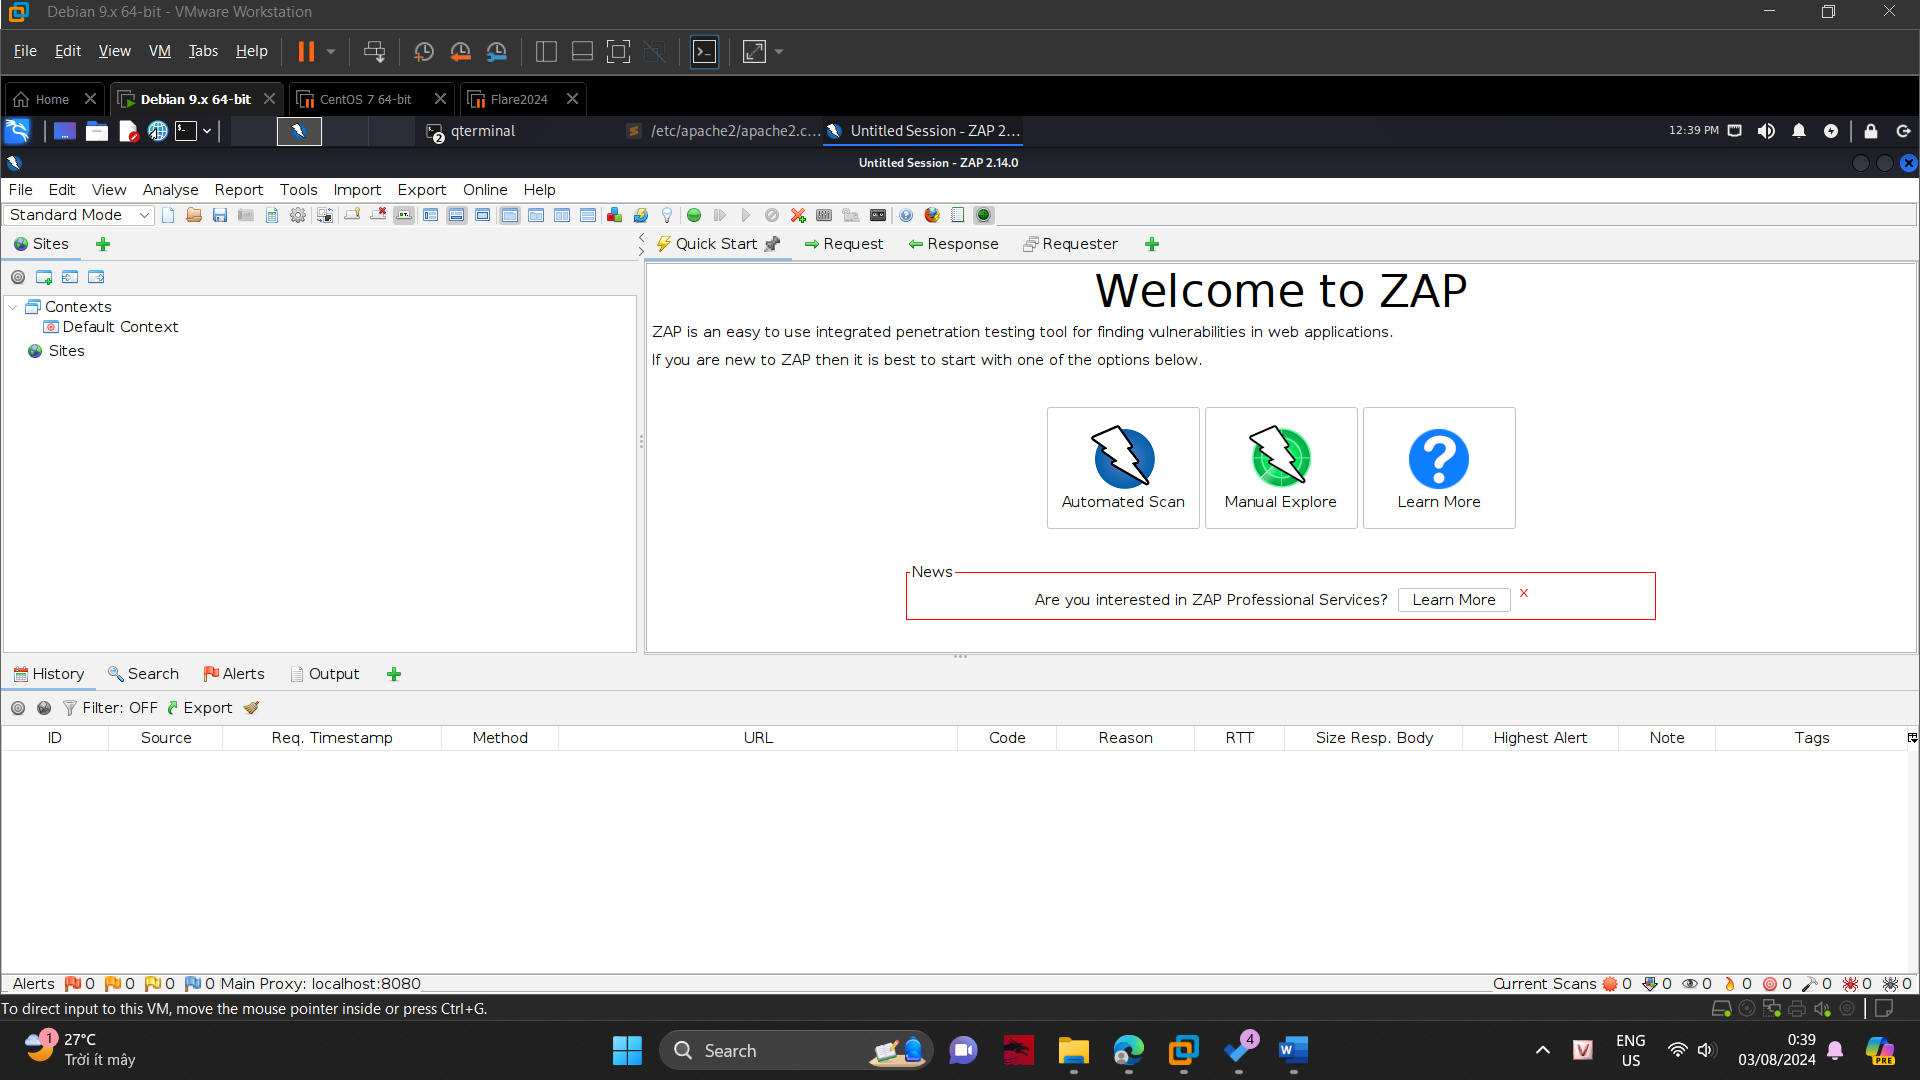 Debian 9.x 64-bit - VMware Workstation
File Edit View VM Tabs Help
Home Debian 9.x 64-bit CentOS 7 64-bit Flare2024
2 qterminal /etc/apache2/apache2.c... Untitled Session - ZAP 2... 12:39 PM
Untitled Session - ZAP 2.14.0
File Edit View Analyse Report Tools Import Export Online Help
Standard Mode
Sites
Quick Start Request Response Requester
Contexts
Default Context
Sites
Welcome to ZAP
ZAP is an easy to use integrated penetration testing tool for finding vulnerabilities in web applications.
If you are new to ZAP then it is best to start with one of the options below.
Automated Scan Manual Explore Learn More
News
Are you interested in ZAP Professional Services? Learn More X
History Search Alerts Output
Filter: OFF Export
ID Source Req. Timestamp Method URL Code Reason RTT Size Resp. Body Highest Alert Note Tags
Alerts 0 0 0 0 Main Proxy: localhost:8080 Current Scans 0 0 0 0 0 0 0 0
To direct input to this VM, move the mouse pointer inside or press Ctrl+G.
1 27°C
Trời ít mây
Search
4
ENG
US
0:39
03/08/2024
PRE